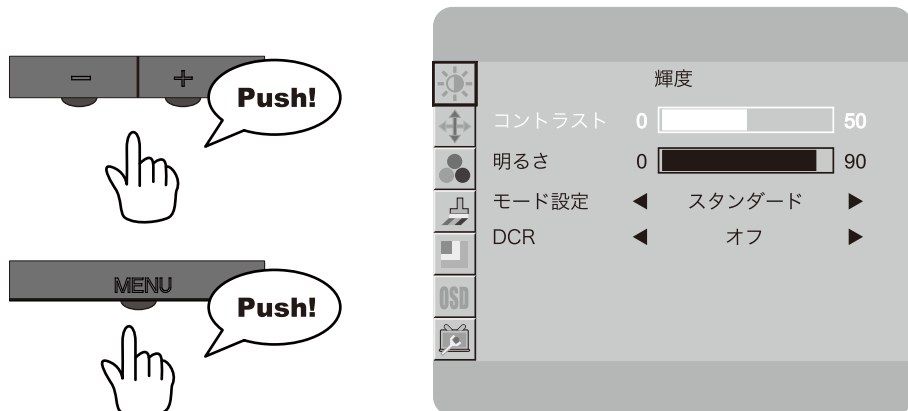 − +
Push!
MENU
Push!
輝度
コントラスト 0 50
明るさ 0 90
モード設定 ◀ スタンダード ▶
DCR ◀ オフ ▶
OSD